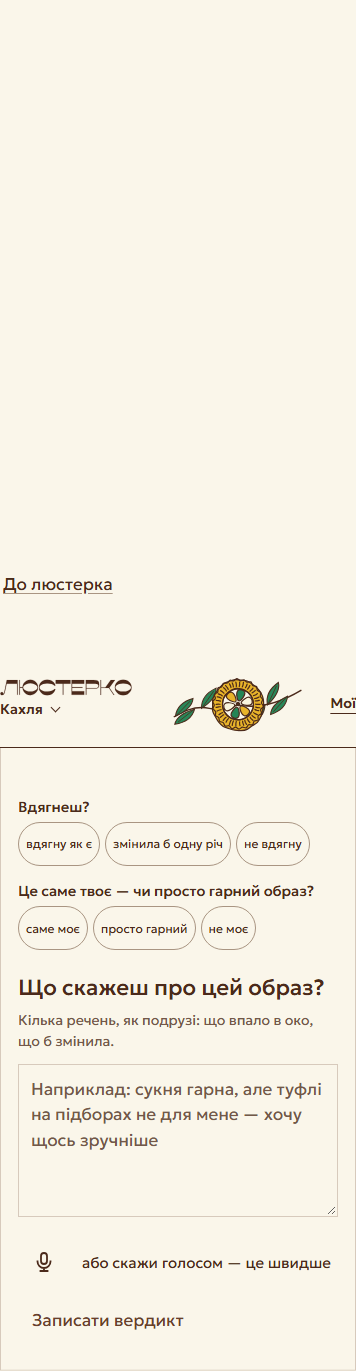 До люстерка
ЛЮСТЕРКО
Кахля
Мої
Вдягнеш?
вдягну як є
змінила б одну річ
не вдягну
Це саме твоє — чи просто гарний образ?
саме моє
просто гарний
не моє
Що скажеш про цей образ?
Кілька речень, як подрузі: що впало в око,
що б змінила.
Наприклад: сукня гарна, але туфлі
на підборах не для мене — хочу
щось зручніше
або скажи голосом — це швидше
Записати вердикт